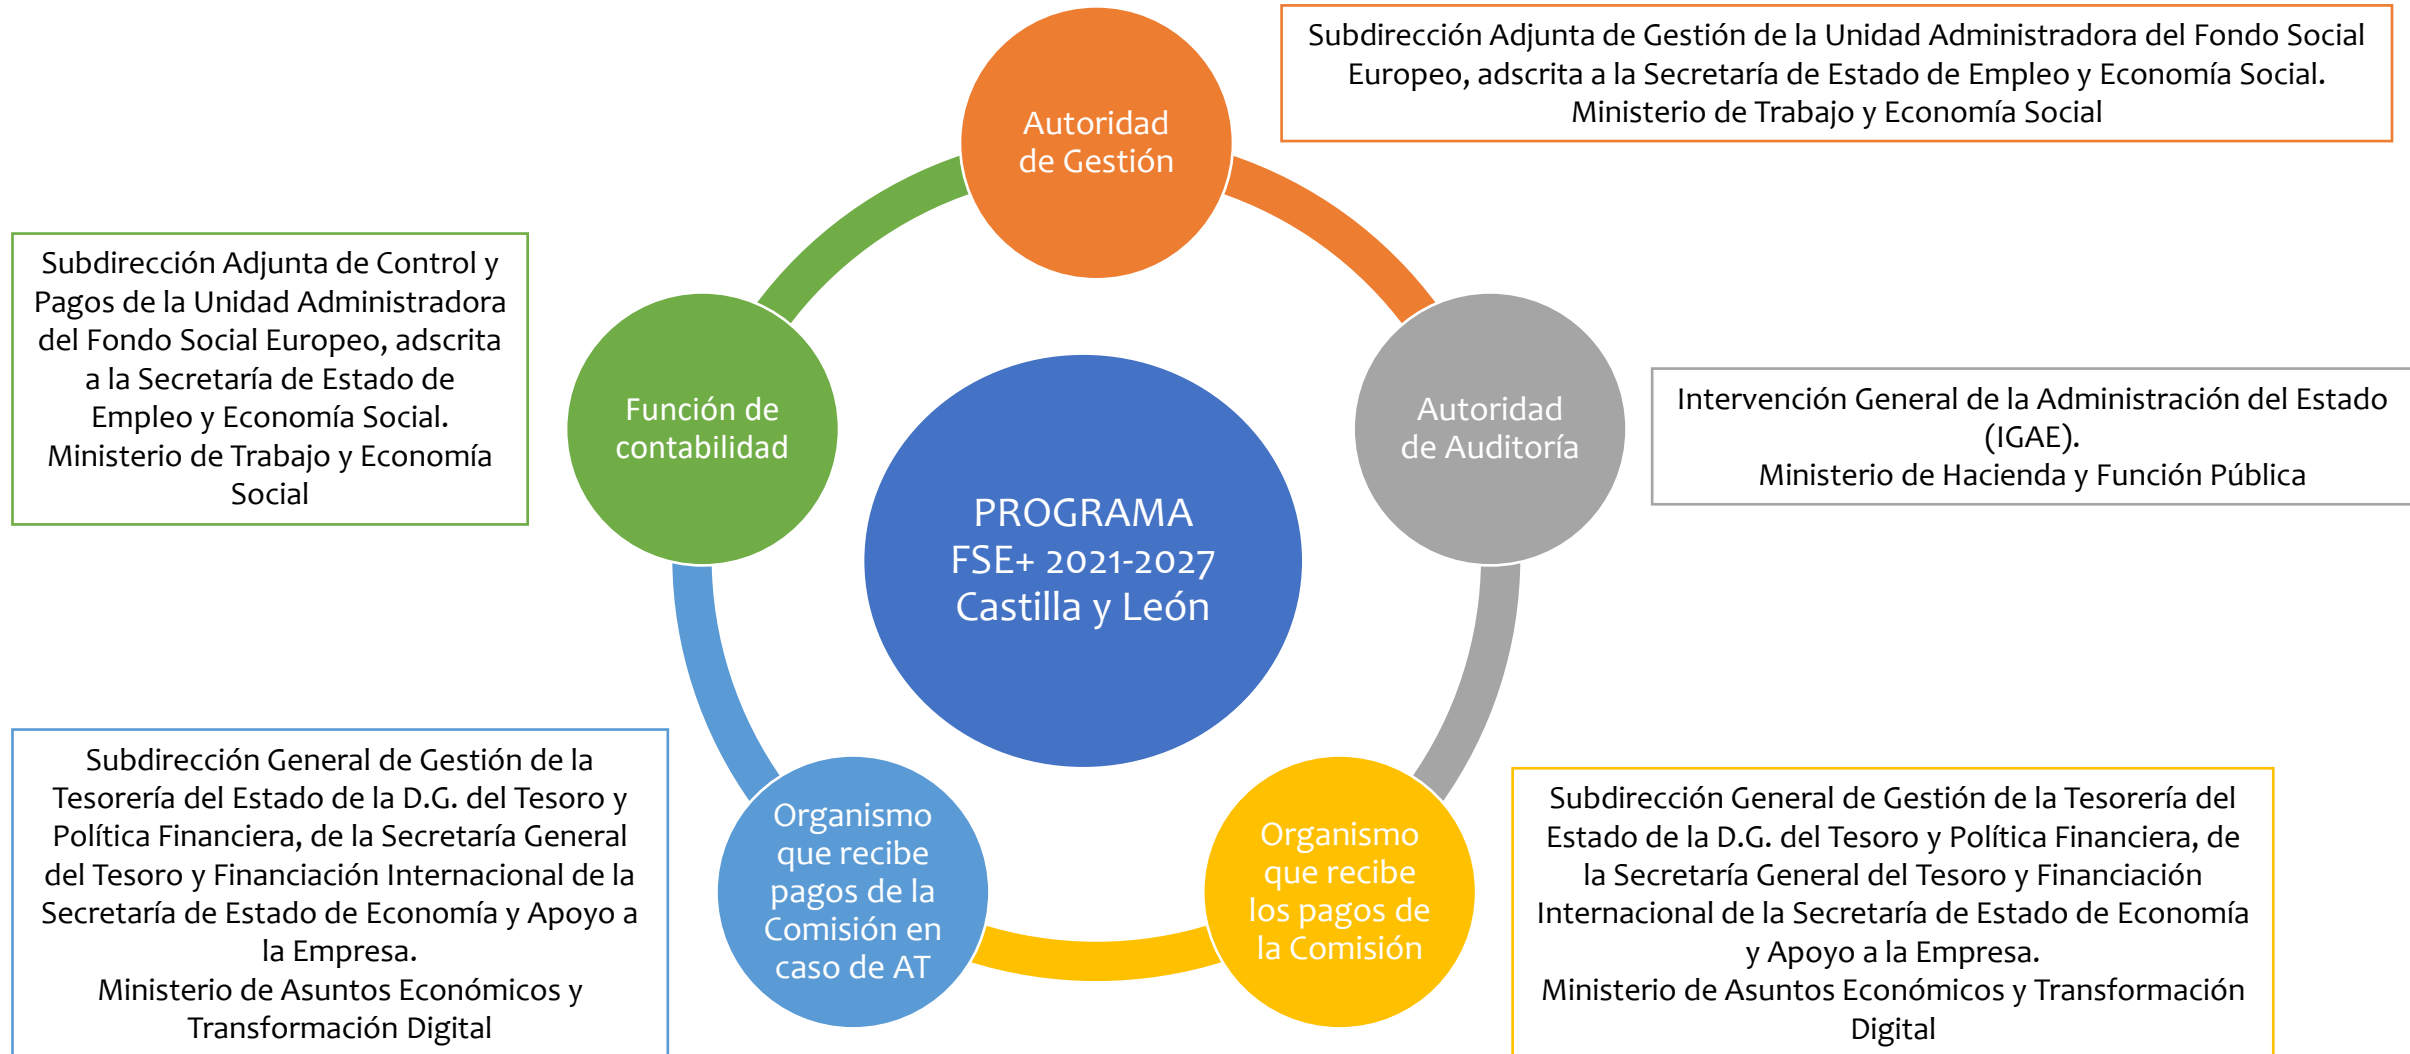 Autoridad
de Gestión
Subdirección Adjunta de Gestión de la Unidad Administradora del Fondo Social
Europeo, adscrita a la Secretaría de Estado de Empleo y Economía Social.
Ministerio de Trabajo y Economía Social
Autoridad
de Auditoría
Intervención General de la Administración del Estado
(IGAE).
Ministerio de Hacienda y Función Pública
Organismo
que recibe
los pagos de
la Comisión
Subdirección General de Gestión de la Tesorería del
Estado de la D.G. del Tesoro y Política Financiera, de
la Secretaría General del Tesoro y Financiación
Internacional de la Secretaría de Estado de Economía
y Apoyo a la Empresa.
Ministerio de Asuntos Económicos y Transformación
Digital
Organismo
que recibe
pagos de la
Comisión en
caso de AT
Subdirección General de Gestión de la
Tesorería del Estado de la D.G. del Tesoro y
Política Financiera, de la Secretaría General
del Tesoro y Financiación Internacional de la
Secretaría de Estado de Economía y Apoyo a
la Empresa.
Ministerio de Asuntos Económicos y
Transformación Digital
Función de
contabilidad
Subdirección Adjunta de Control y
Pagos de la Unidad Administradora
del Fondo Social Europeo, adscrita
a la Secretaría de Estado de
Empleo y Economía Social.
Ministerio de Trabajo y Economía
Social
PROGRAMA
FSE+ 2021-2027
Castilla y León